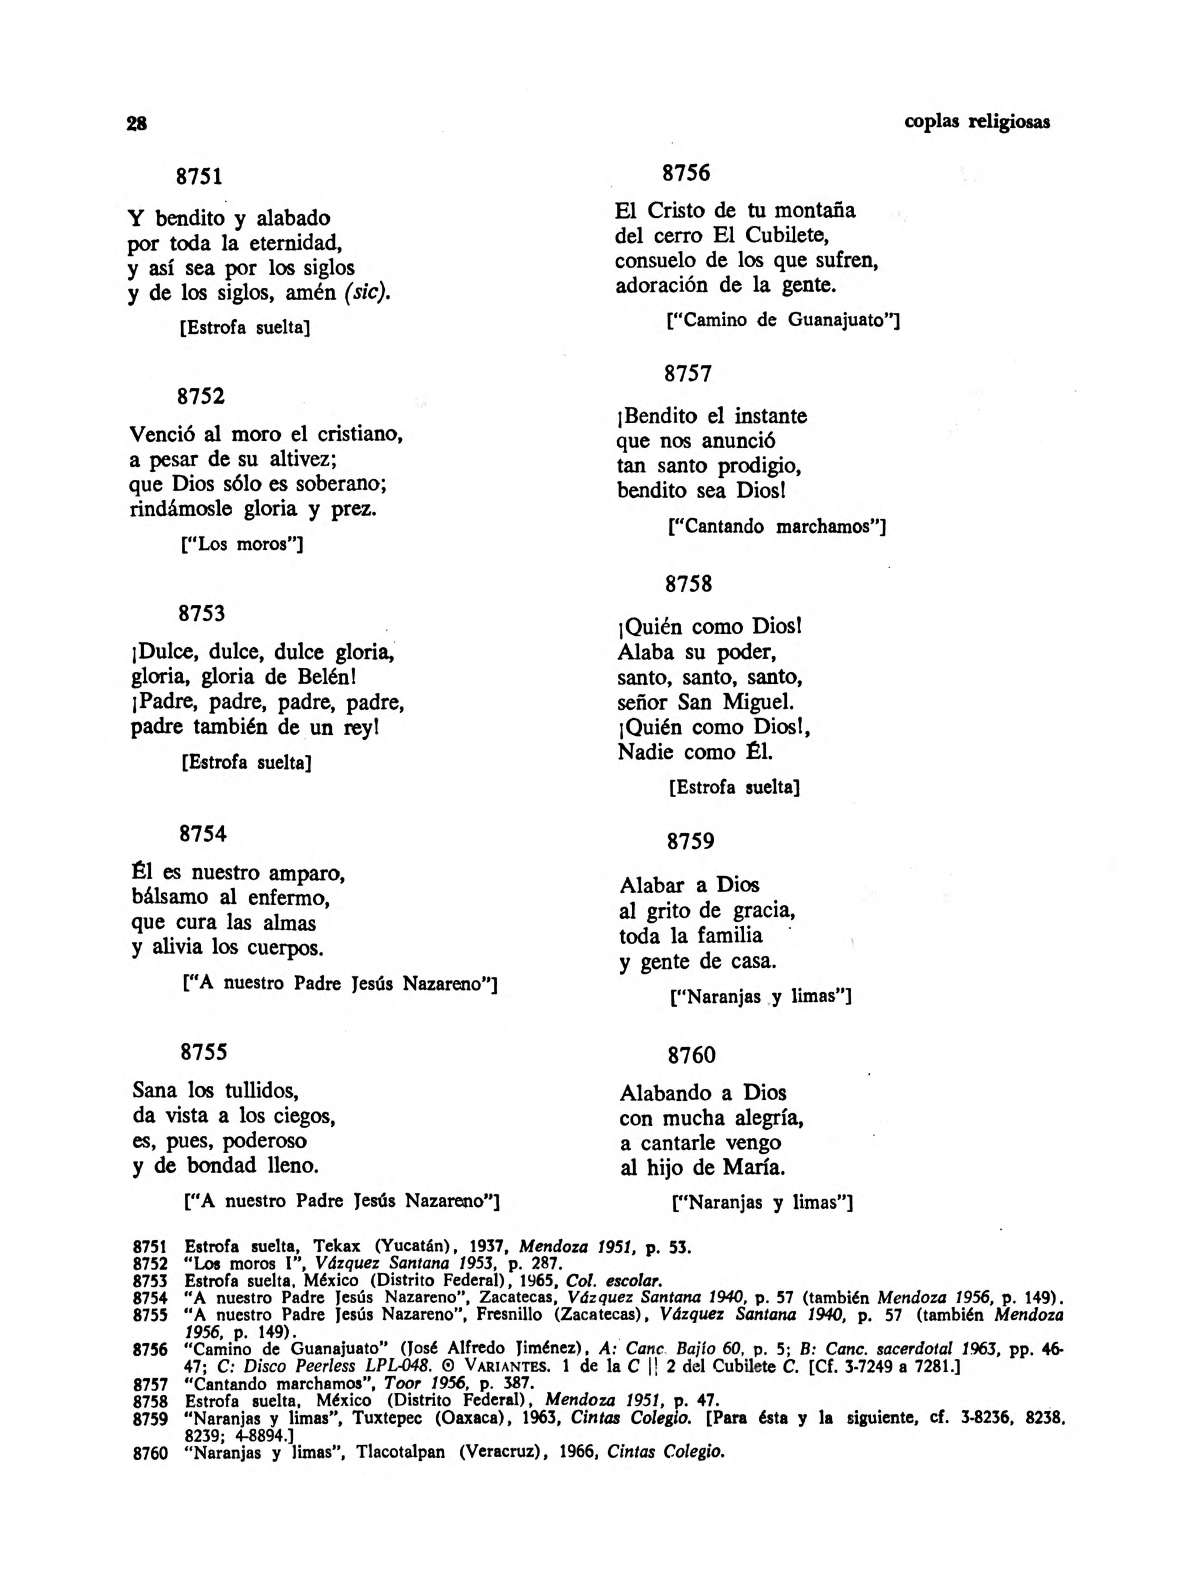 28
coplas religiosas
8751
Y bendito y alabado
por toda la eternidad,
y así sea por los siglos
y de los siglos, amén (sic).
[Estrofa suelta]
8752
Venció al moro el cristiano,
a pesar de su altivez;
que Dios sólo es soberano;
rindámosle gloria y prez.
["Los moros"]
8753
¡Dulce, dulce, dulce gloria,
gloria, gloria de Belén!
¡Padre, padre, padre, padre,
padre también de un rey!
[Estrofa suelta]
8754
Él es nuestro amparo,
bálsamo al enfermo,
que cura las almas
y alivia los cuerpos.
["A nuestro Padre Jesús Nazareno"]
8755
Sana los tullidos,
da vista a los ciegos,
es, pues, poderoso
y de bondad lleno.
["A nuestro Padre Jesús Nazareno"]
8756
El Cristo de tu montaña
del cerro El Cubilete,
consuelo de los que sufren,
adoración de la gente.
["Camino de Guanajuato"]
8757
¡Bendito el instante
que nos anunció
tan santo prodigio,
bendito sea Dios!
["Cantando marchamos"]
8758
¡Quién como Dios!
Alaba su poder,
santo, santo, santo,
señor San Miguel.
¡Quién como Dios!,
Nadie como Él.
[Estrofa suelta]
8759
Alabar a Dios
al grito de gracia,
toda la familia
y gente de casa.
["Naranjas y limas"]
8760
Alabando a Dios
con mucha alegría,
a cantarle vengo
al hijo de María.
["Naranjas y limas"]
8751 Estrofa suelta, Tekax (Yucatán), 1937, Mendoza 1951, p. 53.
8752 "Los moros I", Vázquez Santana 1953, p. 287.
8753 Estrofa suelta, México (Distrito Federal), 1965, Col. escolar.
8754 "A nuestro Padre Jesús Nazareno", Zacatecas, Vázquez Santana 1940, p. 57 (también Mendoza 1956, p. 149).
8755 "A nuestro Padre Jesús Nazareno", Fresnillo (Zacatecas), Vázquez Santana 1940, p. 57 (también Mendoza
1956, p. 149).
8756 "Camino de Guanajuato" (José Alfredo Jiménez), A: Canc. Bajío 60, p. 5; B: Canc. sacerdotal 1963, pp. 46-
47; C: Disco Peerless LPL-048. ⊙ VARIANTES. 1 de la C || 2 del Cubilete C. [Cf. 3-7249 a 7281.]
8757 "Cantando marchamos", Toor 1956, p. 387.
8758 Estrofa suelta, México (Distrito Federal), Mendoza 1951, p. 47.
8759 "Naranjas y limas", Tuxtepec (Oaxaca), 1963, Cintas Colegio. [Para ésta y la siguiente, cf. 3-8236, 8238,
8239; 4-8894.]
8760 "Naranjas y limas", Tlacotalpan (Veracruz), 1966, Cintas Colegio.